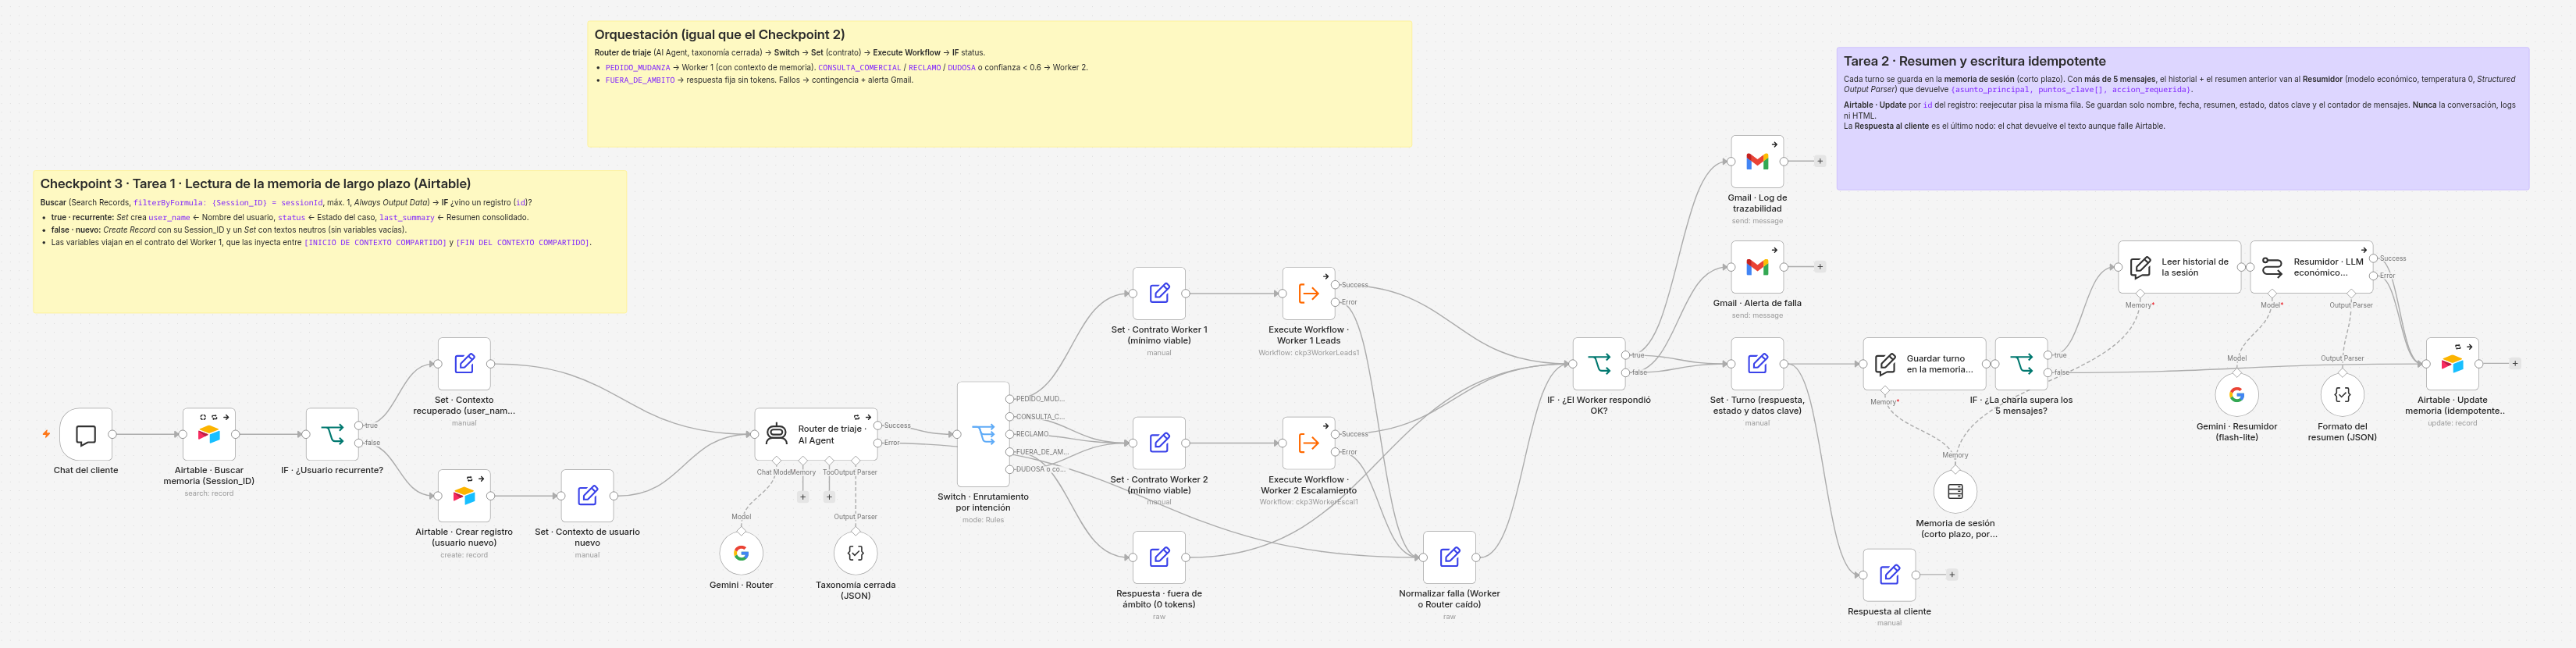 Orquestación (igual que el Checkpoint 2)
Router de triaje (AI Agent, taxonomía cerrada) → Switch → Set (contrato) → Execute Workflow → IF status.
• PEDIDO_MUDANZA → Worker 1 (con contexto de memoria). CONSULTA_COMERCIAL / RECLAMO / DUDOSA o confianza < 0.6 → Worker 2.
• FUERA_DE_AMBITO → respuesta fija sin tokens. Fallos → contingencia + alerta Gmail.
Tarea 2 · Resumen y escritura idempotente
Cada turno se guarda en la memoria de sesión (corto plazo). Con más de 5 mensajes, el historial + el resumen anterior van al Resumidor (modelo económico, temperatura 0, Structured
Output Parser) que devuelve {asunto_principal, puntos_clave[], accion_requerida}.
Airtable · Update por id del registro: reejecutar pisa la misma fila. Se guardan solo nombre, fecha, resumen, estado, datos clave y el contador de mensajes. Nunca la conversación, logs
ni HTML.
La Respuesta al cliente es el último nodo: el chat devuelve el texto aunque falle Airtable.
Checkpoint 3 · Tarea 1 · Lectura de la memoria de largo plazo (Airtable)
Buscar (Search Records, filterByFormula: {Session_ID} = sessionId, máx. 1, Always Output Data) → IF ¿vino un registro (id)?
• true · recurrente: Set crea user_name ← Nombre del usuario, status ← Estado del caso, last_summary ← Resumen consolidado.
• false · nuevo: Create Record con su Session_ID y un Set con textos neutros (sin variables vacías).
• Las variables viajan en el contrato del Worker 1, que las inyecta entre [INICIO DE CONTEXTO COMPARTIDO] y [FIN DEL CONTEXTO COMPARTIDO].
Chat del cliente
Airtable · Buscar
memoria (Session_ID)
search: record
IF · ¿Usuario recurrente?
true
false
Set · Contexto
recuperado (user_nam...
manual
Airtable · Crear registro
(usuario nuevo)
create: record
Set · Contexto de usuario
nuevo
manual
Router de triaje ·
AI Agent
Success
Error
Chat Mode
Memory
Too
Output Parser
Model
Output Parser
Gemini · Router
Taxonomía cerrada
(JSON)
Switch · Enrutamiento
por intención
mode: Rules
PEDIDO_MUD...
CONSULTA_C...
RECLAMO
FUERA_DE_AM...
DUDOSA o co...
Set · Contrato Worker 1
(mínimo viable)
manual
Execute Workflow ·
Worker 1 Leads
Workflow: ckp3WorkerLeads1
Success
Error
Set · Contrato Worker 2
(mínimo viable)
manual
Execute Workflow ·
Worker 2 Escalamiento
Workflow: ckp3WorkerEscal1
Success
Error
Respuesta · fuera de
ámbito (0 tokens)
raw
Normalizar falla (Worker
o Router caído)
raw
IF · ¿El Worker respondió
OK?
true
false
Gmail · Log de
trazabilidad
send: message
Gmail · Alerta de falla
send: message
Set · Turno (respuesta,
estado y datos clave)
manual
Guardar turno
en la memoria...
Memory*
IF · ¿La charla supera los
5 mensajes?
true
false
Memory
Memoria de sesión
(corto plazo, por...
Respuesta al cliente
manual
Leer historial de
la sesión
Memory*
Resumidor · LLM
económico...
Success
Error
Model*
Output Parser
Model
Output Parser
Gemini · Resumidor
(flash-lite)
Formato del
resumen (JSON)
Airtable · Update
memoria (idempotente..
update: record